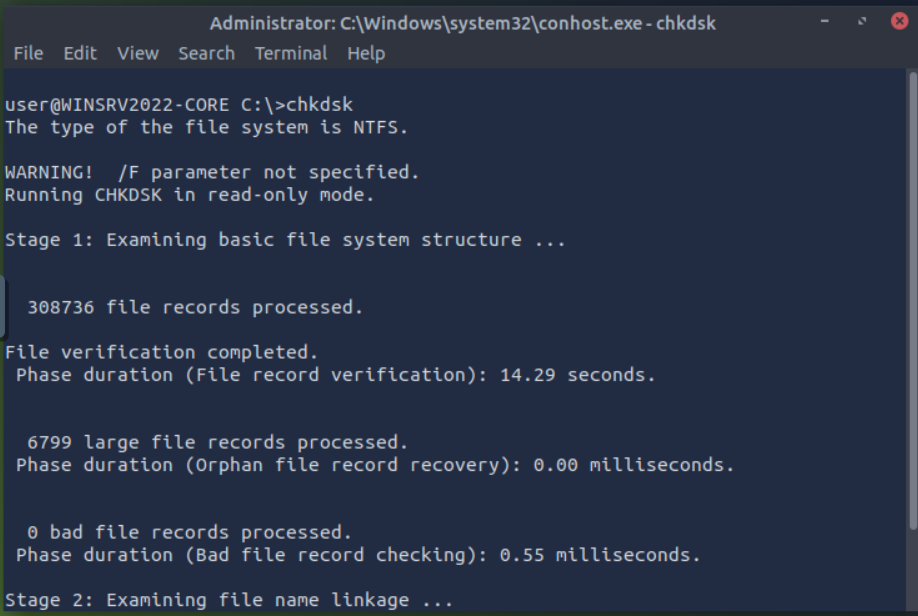 Administrator: C:\Windows\system32\conhost.exe - chkdsk
File Edit View Search Terminal Help
user@WINSRV2022-CORE C:\>chkdsk
The type of the file system is NTFS.
WARNING!  /F parameter not specified.
Running CHKDSK in read-only mode.
Stage 1: Examining basic file system structure ...
308736 file records processed.
File verification completed.
Phase duration (File record verification): 14.29 seconds.
6799 large file records processed.
Phase duration (Orphan file record recovery): 0.00 milliseconds.
0 bad file records processed.
Phase duration (Bad file record checking): 0.55 milliseconds.
Stage 2: Examining file name linkage ...